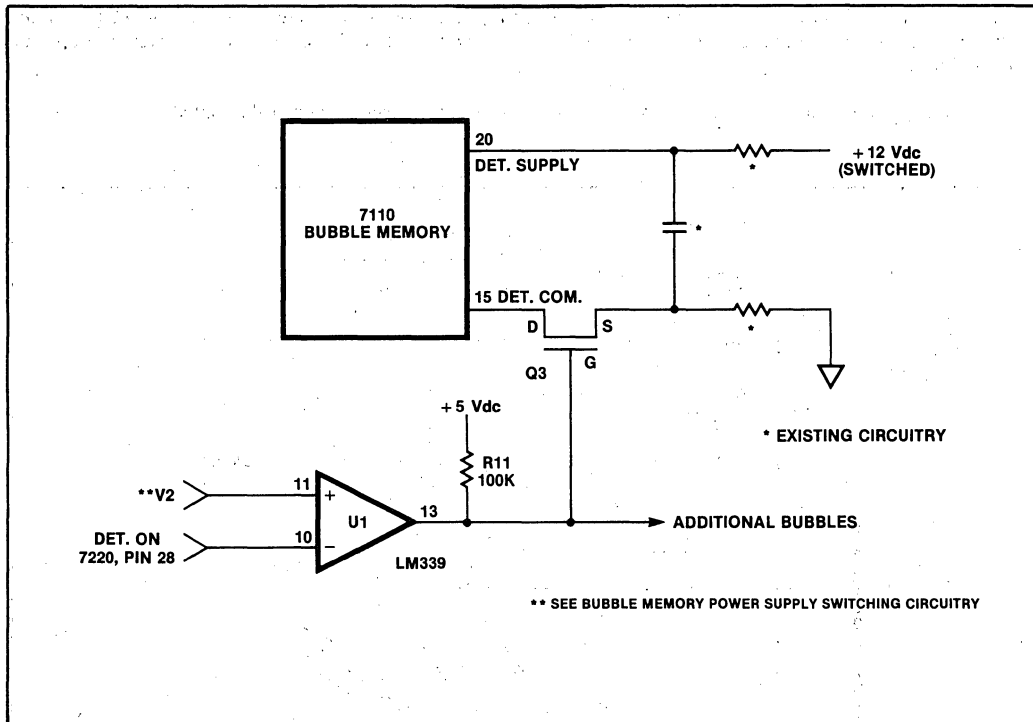 20
DET. SUPPLY
+ 12 Vdc
(SWITCHED)
*
7110
BUBBLE MEMORY
*
15 DET. COM.
D
S
G
Q3
*
+ 5 Vdc
* EXISTING CIRCUITRY
R11
100K
**V2
11
+
U1
13
ADDITIONAL BUBBLES
DET. ON
7220, PIN 28
10
−
LM339
** SEE BUBBLE MEMORY POWER SUPPLY SWITCHING CIRCUITRY